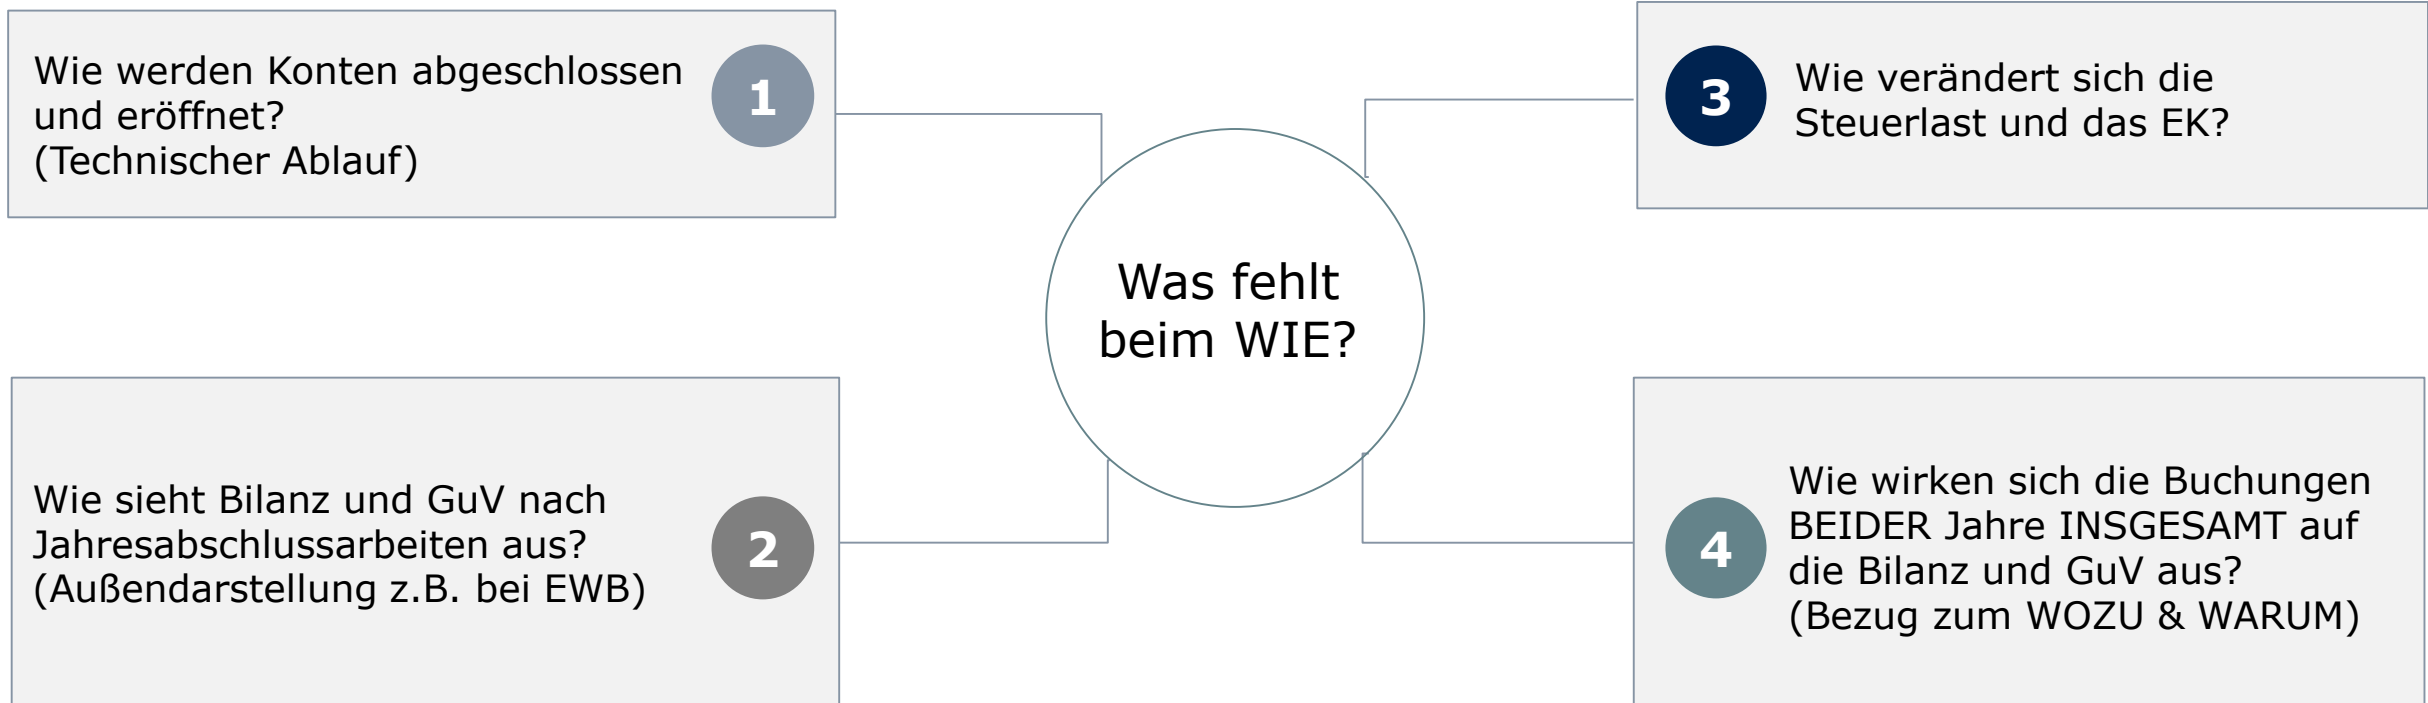 Wie werden Konten abgeschlossen
und eröffnet?
(Technischer Ablauf)
1
3
Wie verändert sich die
Steuerlast und das EK?
Was fehlt
beim WIE?
Wie sieht Bilanz und GuV nach
Jahresabschlussarbeiten aus?
(Außendarstellung z.B. bei EWB)
2
4
Wie wirken sich die Buchungen
BEIDER Jahre INSGESAMT auf
die Bilanz und GuV aus?
(Bezug zum WOZU & WARUM)